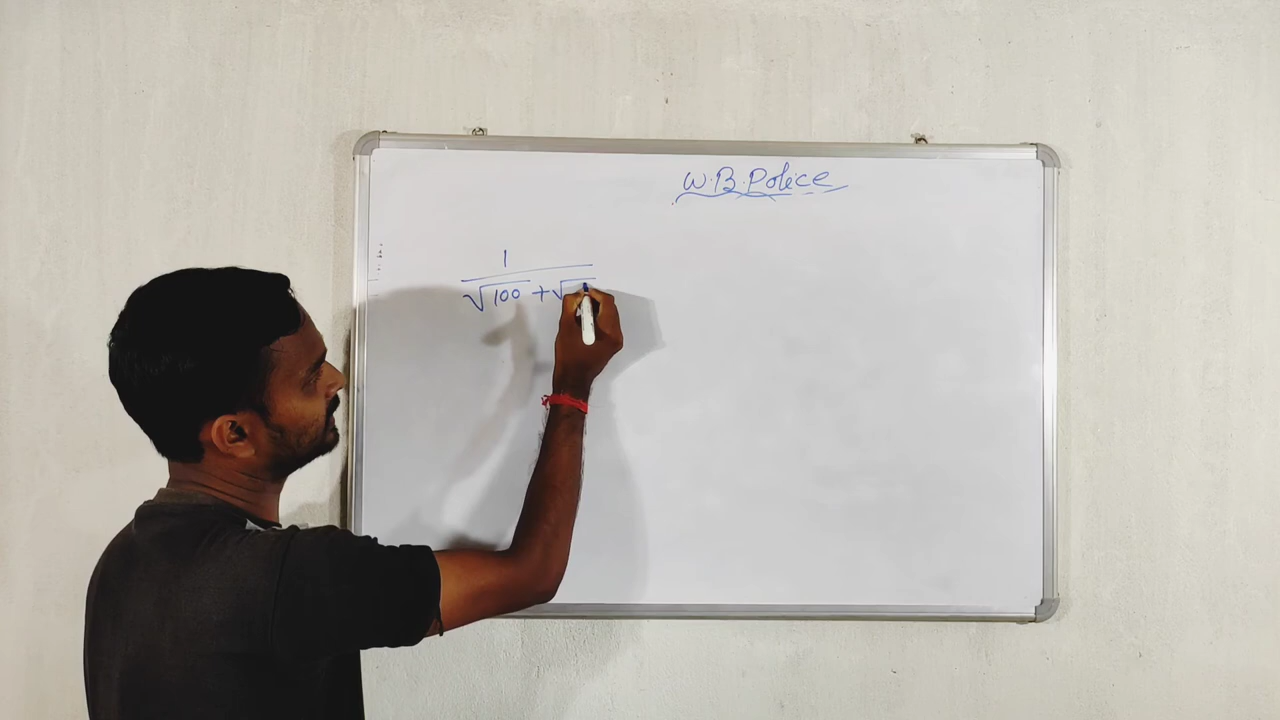 W.B.Police
1
√100 + √